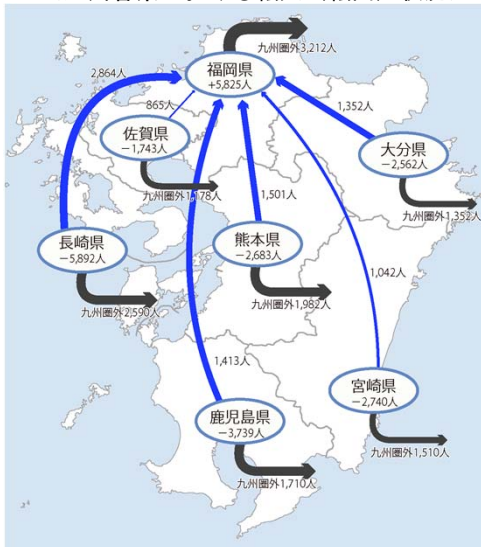 九州圏外3,212人
福岡県
+5,825人
2,864人
865人
1,352人
佐賀県
−1,743人
大分県
−2,562人
九州圏外1,178人
1,501人
九州圏外1,352人
長崎県
−5,892人
熊本県
−2,683人
1,042人
九州圏外2,590人
九州圏外1,982人
1,413人
宮崎県
−2,740人
鹿児島県
−3,739人
九州圏外1,510人
九州圏外1,710人